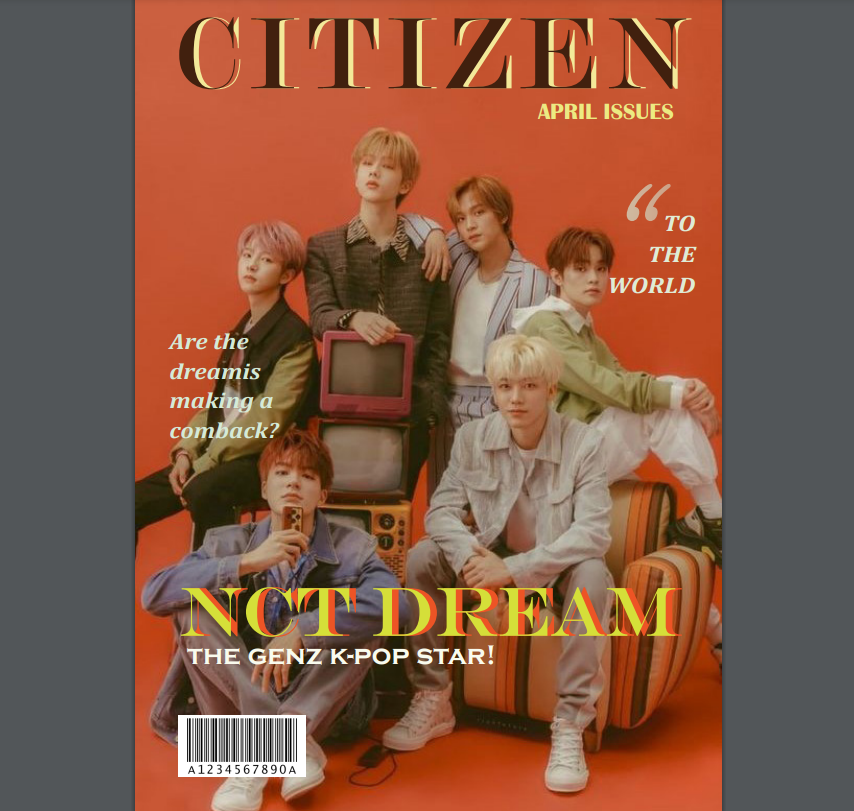 CITIZEN
APRIL ISSUES
“ TO
THE
WORLD
Are the
dreamis
making a
comback?
NCT DREAM
THE GENZ K-POP STAR!
A1234567890A